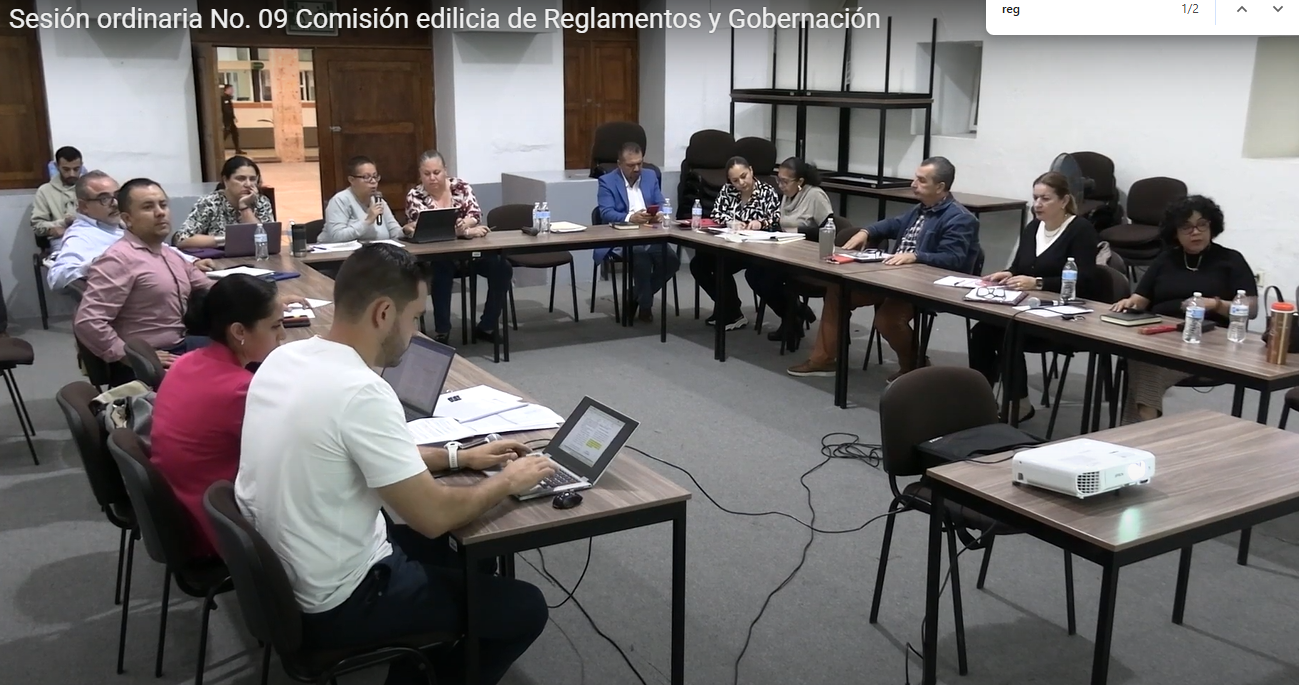 Sesión ordinaria No. 09 Comisión edilicia de Reglamentos y Gobernación
reg
1/2